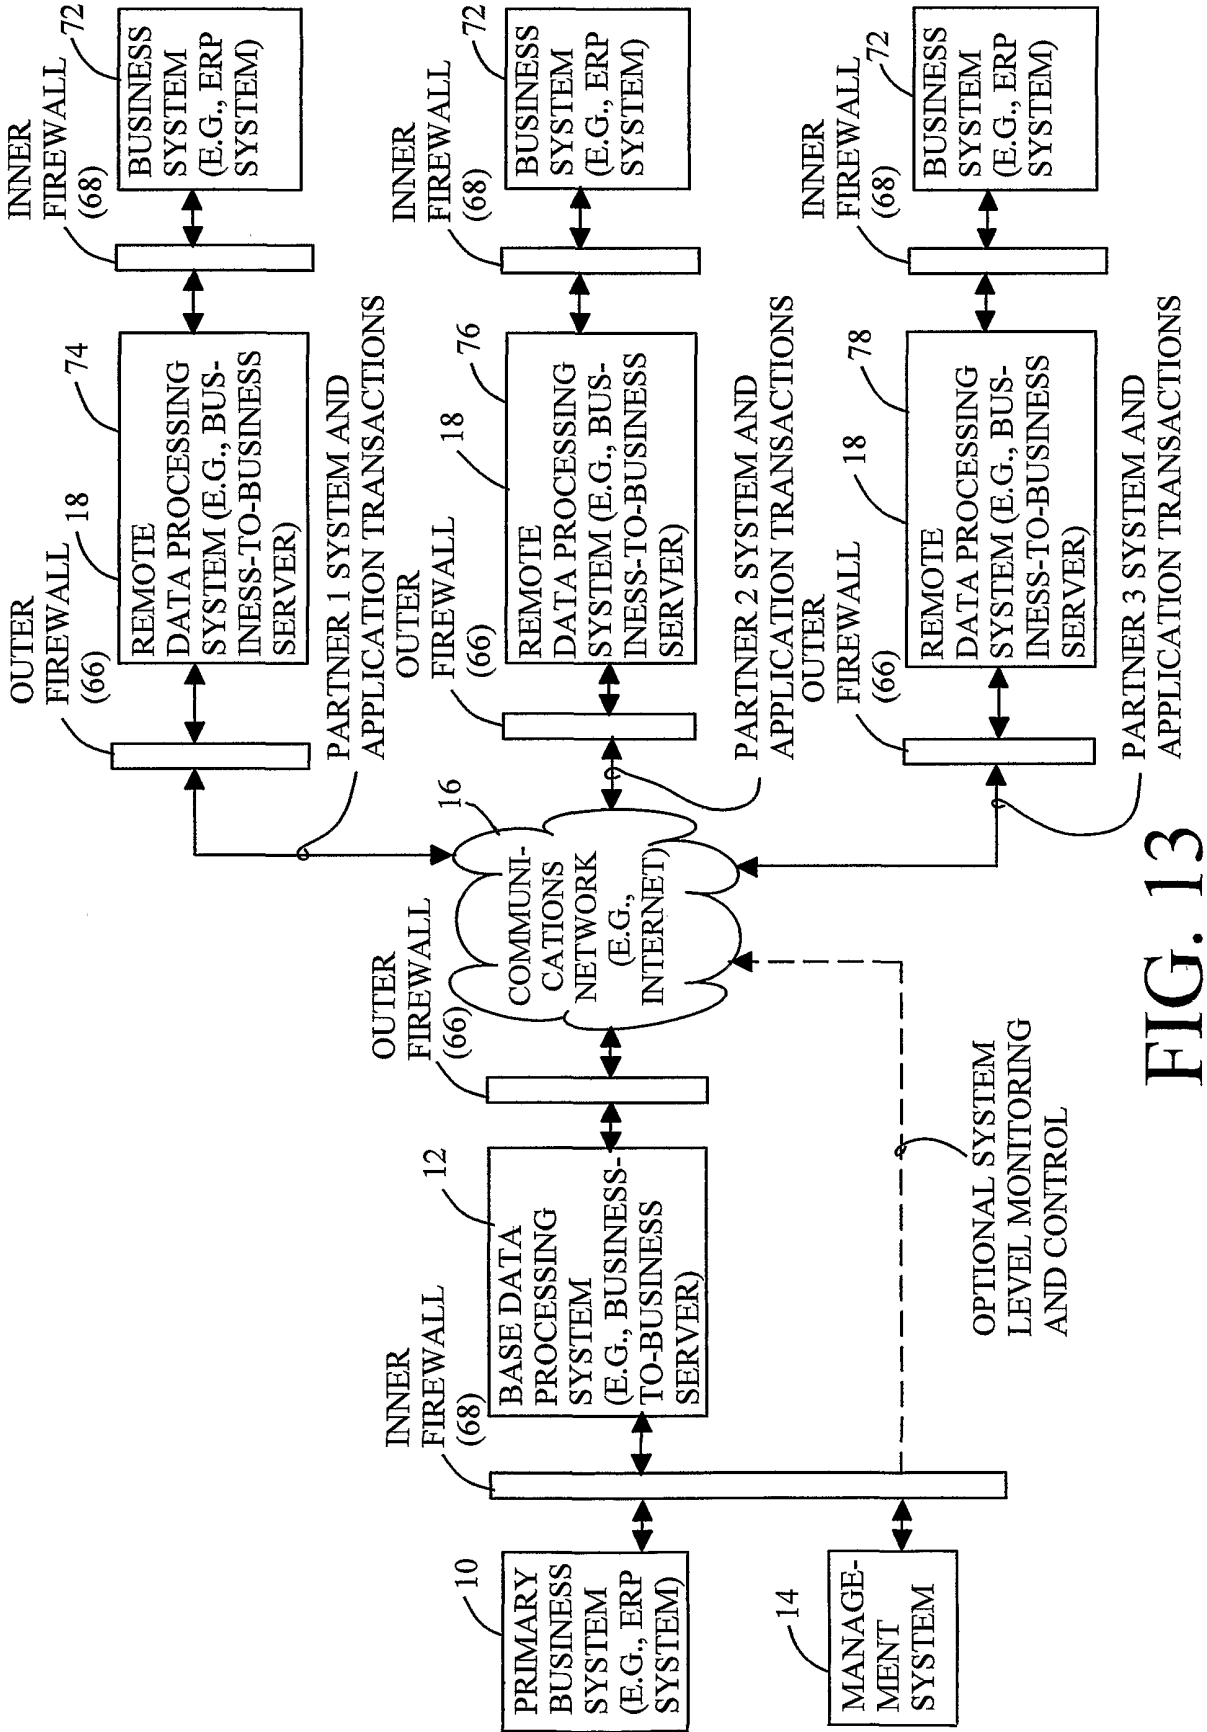 PRIMARY
BUSINESS
SYSTEM
(E.G., ERP
SYSTEM)
10
MANAGE-
MENT
SYSTEM
14
INNER
FIREWALL
(68)
BASE DATA
PROCESSING
SYSTEM
(E.G., BUSINESS-
TO-BUSINESS
SERVER)
12
OUTER
FIREWALL
(66)
OPTIONAL SYSTEM
LEVEL MONITORING
AND CONTROL
COMMUNI-
CATIONS
NETWORK
(E.G.,
INTERNET)
16
OUTER
FIREWALL
(66)
18
REMOTE
DATA PROCESSING
SYSTEM (E.G., BUS-
INESS-TO-BUSINESS
SERVER)
74
PARTNER 1 SYSTEM AND
APPLICATION TRANSACTIONS
INNER
FIREWALL
(68)
BUSINESS
SYSTEM
(E.G., ERP
SYSTEM)
72
OUTER
FIREWALL
(66)
18
REMOTE
DATA PROCESSING
SYSTEM (E.G., BUS-
INESS-TO-BUSINESS
SERVER)
76
PARTNER 2 SYSTEM AND
APPLICATION TRANSACTIONS
INNER
FIREWALL
(68)
BUSINESS
SYSTEM
(E.G., ERP
SYSTEM)
72
OUTER
FIREWALL
(66)
18
REMOTE
DATA PROCESSING
SYSTEM (E.G., BUS-
INESS-TO-BUSINESS
SERVER)
78
PARTNER 3 SYSTEM AND
APPLICATION TRANSACTIONS
INNER
FIREWALL
(68)
BUSINESS
SYSTEM
(E.G., ERP
SYSTEM)
72
FIG. 13